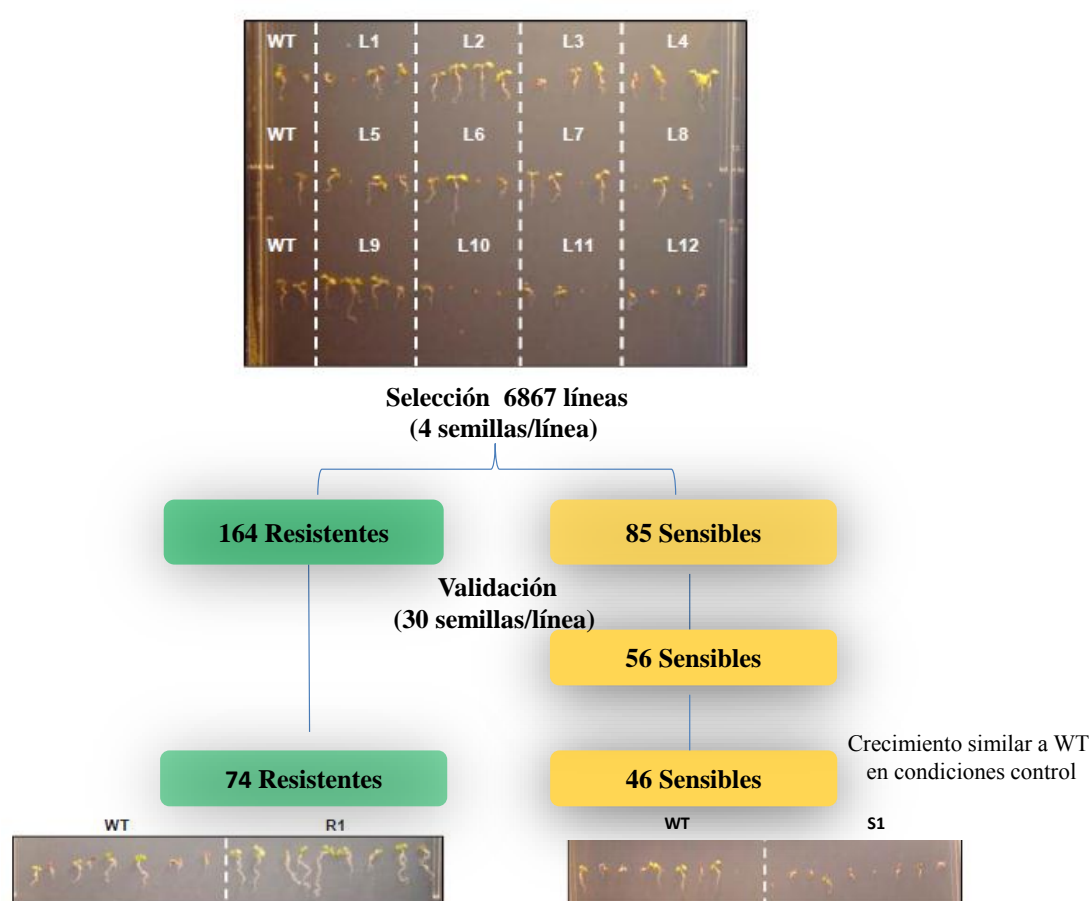 WT L1 L2 L3 L4
WT L5 L6 L7 L8
WT L9 L10 L11 L12
Selección 6867 líneas
(4 semillas/línea)
164 Resistentes
85 Sensibles
Validación
(30 semillas/línea)
56 Sensibles
74 Resistentes
46 Sensibles
Crecimiento similar a WT
en condiciones control
WT R1
WT S1